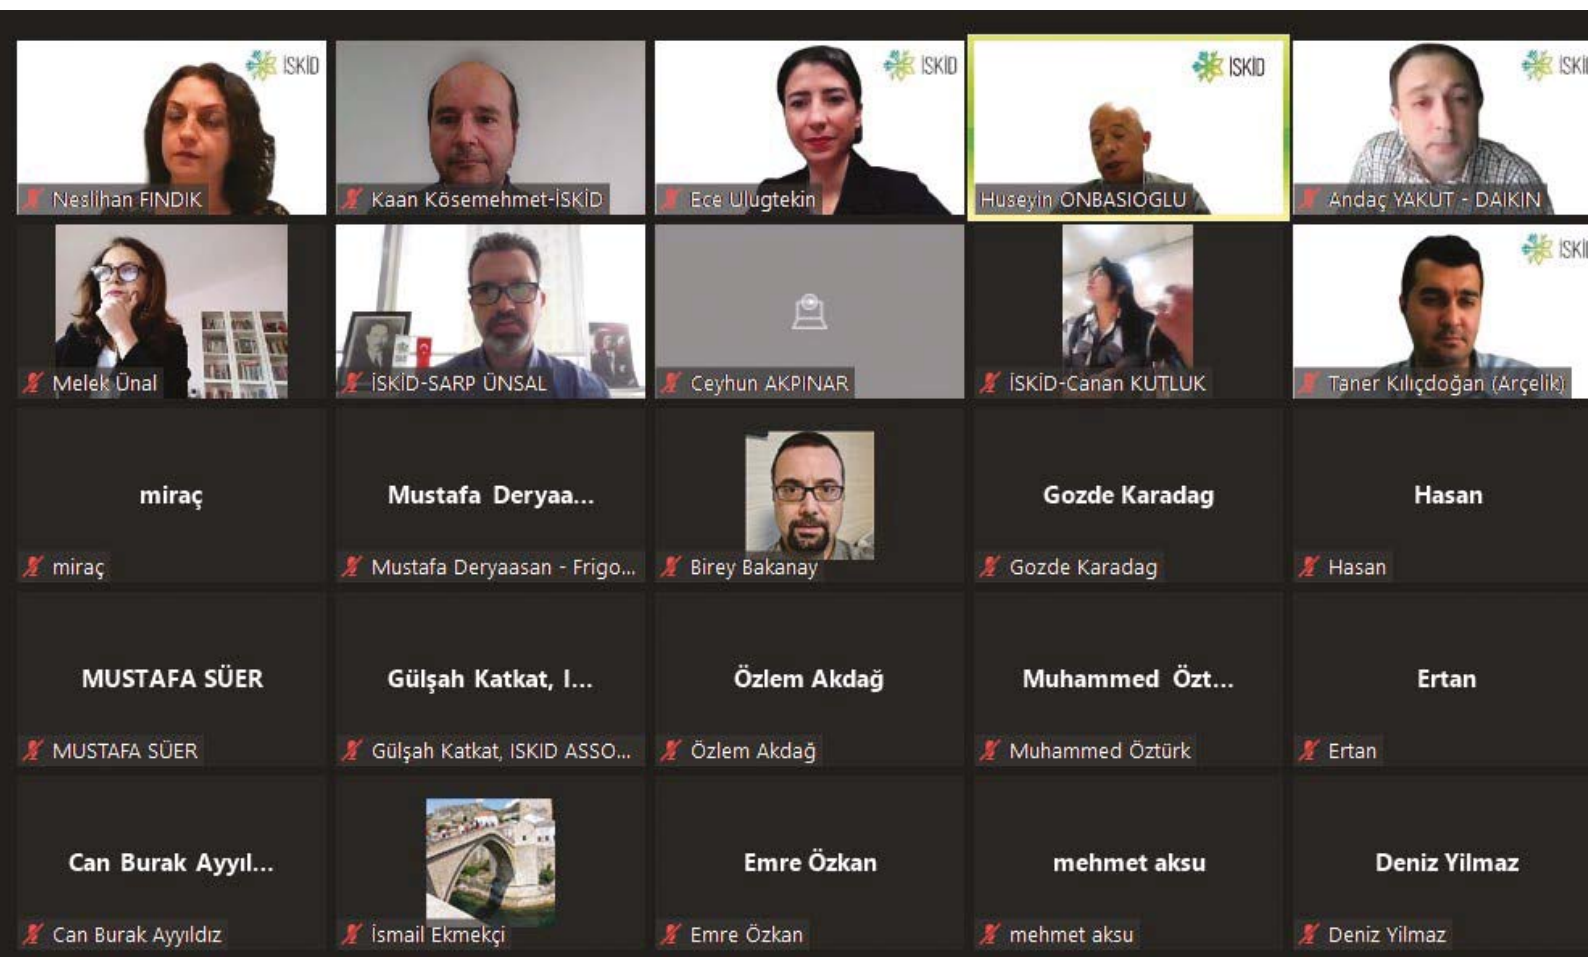 İSKİD
İSKİD
İSKİD
İSKİ
Neslihan FINDIK
Kaan Kösemehmet-İSKİD
Ece Ulugtekin
Huseyin ONBASIOGLU
Andaç YAKUT - DAIKIN
İSKİ
Melek Ünal
İSKİD-SARP ÜNSAL
Ceyhun AKPINAR
İSKİD-Canan KUTLUK
Taner Kılıçdoğan (Arçelik)
miraç
Mustafa Deryaa...
Gozde Karadag
Hasan
miraç
Mustafa Deryaasan - Frigo...
Birey Bakanay
Gozde Karadag
Hasan
MUSTAFA SÜER
Gülşah Katkat, I...
Özlem Akdağ
Muhammed Özt...
Ertan
MUSTAFA SÜER
Gülşah Katkat, ISKID ASSO...
Özlem Akdağ
Muhammed Öztürk
Ertan
Can Burak Ayyıl...
Emre Özkan
mehmet aksu
Deniz Yilmaz
Can Burak Ayyıldız
İsmail Ekmekçi
Emre Özkan
mehmet aksu
Deniz Yilmaz